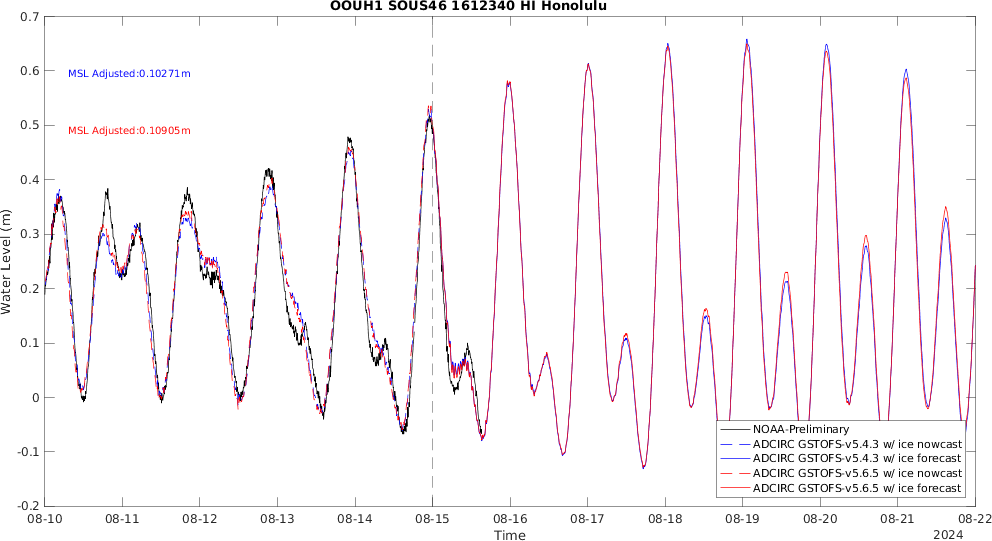 OOUH1 SOUS46 1612340 HI Honolulu
0.7
0.6
0.5
0.4
0.3
0.2
0.1
0
-0.1
-0.2
Water Level (m)
MSL Adjusted:0.10271m
MSL Adjusted:0.10905m
NOAA-Preliminary
ADCIRC GSTOFS-v5.4.3 w/ ice nowcast
ADCIRC GSTOFS-v5.4.3 w/ ice forecast
ADCIRC GSTOFS-v5.6.5 w/ ice nowcast
ADCIRC GSTOFS-v5.6.5 w/ ice forecast
08-10 08-11 08-12 08-13 08-14 08-15 08-16 08-17 08-18 08-19 08-20 08-21 08-22
Time
2024